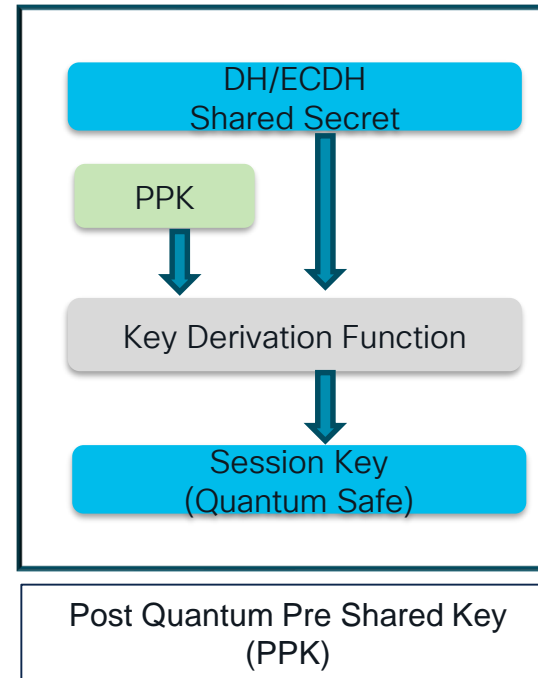 DH/ECDH
Shared Secret
PPK
Key Derivation Function
Session Key
(Quantum Safe)
Post Quantum Pre Shared Key
(PPK)